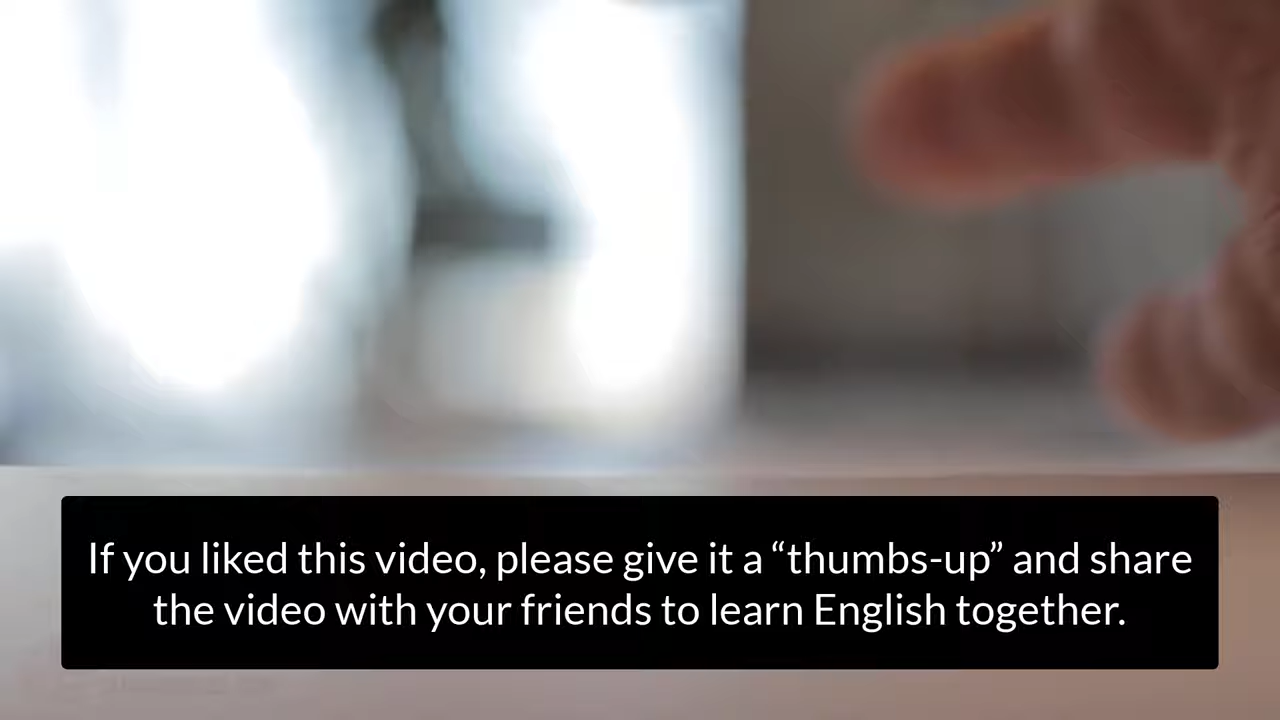 If you liked this video, please give it a “thumbs-up” and share
the video with your friends to learn English together.